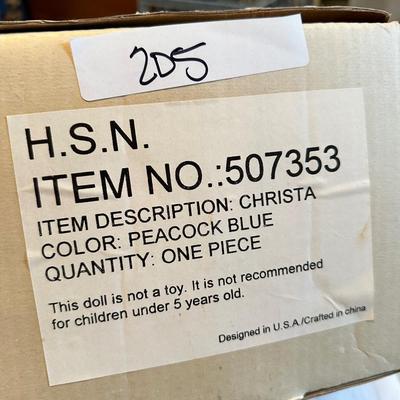 2D5
H.S.N.
ITEM NO.:507353
ITEM DESCRIPTION: CHRISTA
COLOR: PEACOCK BLUE
QUANTITY: ONE PIECE
This doll is not a toy. It is not recommended
for children under 5 years old.
Designed in U.S.A./Crafted in china